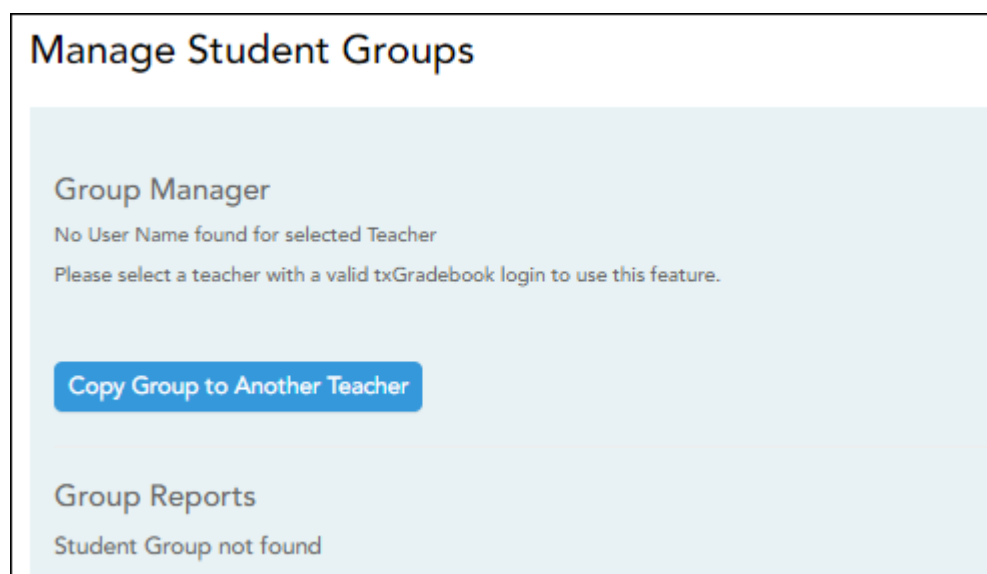 Manage Student Groups
Group Manager
No User Name found for selected Teacher
Please select a teacher with a valid txGradebook login to use this feature.
Copy Group to Another Teacher
Group Reports
Student Group not found